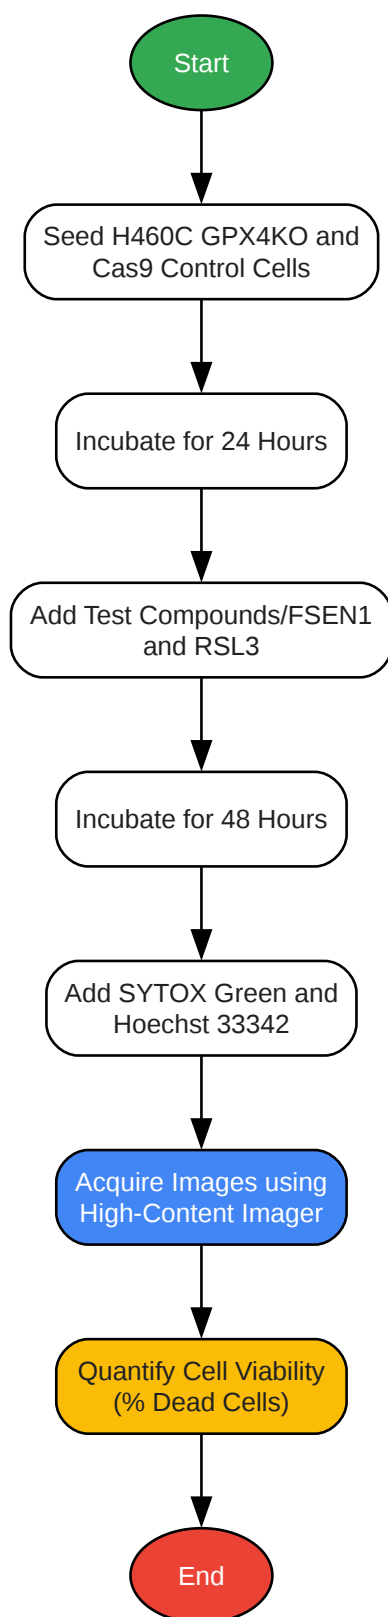 Start
Seed H460C GPX4KO and
Cas9 Control Cells
Incubate for 24 Hours
Add Test Compounds/FSEN1
and RSL3
Incubate for 48 Hours
Add SYTOX Green and
Hoechst 33342
Acquire Images using
High-Content Imager
Quantify Cell Viability
(% Dead Cells)
End